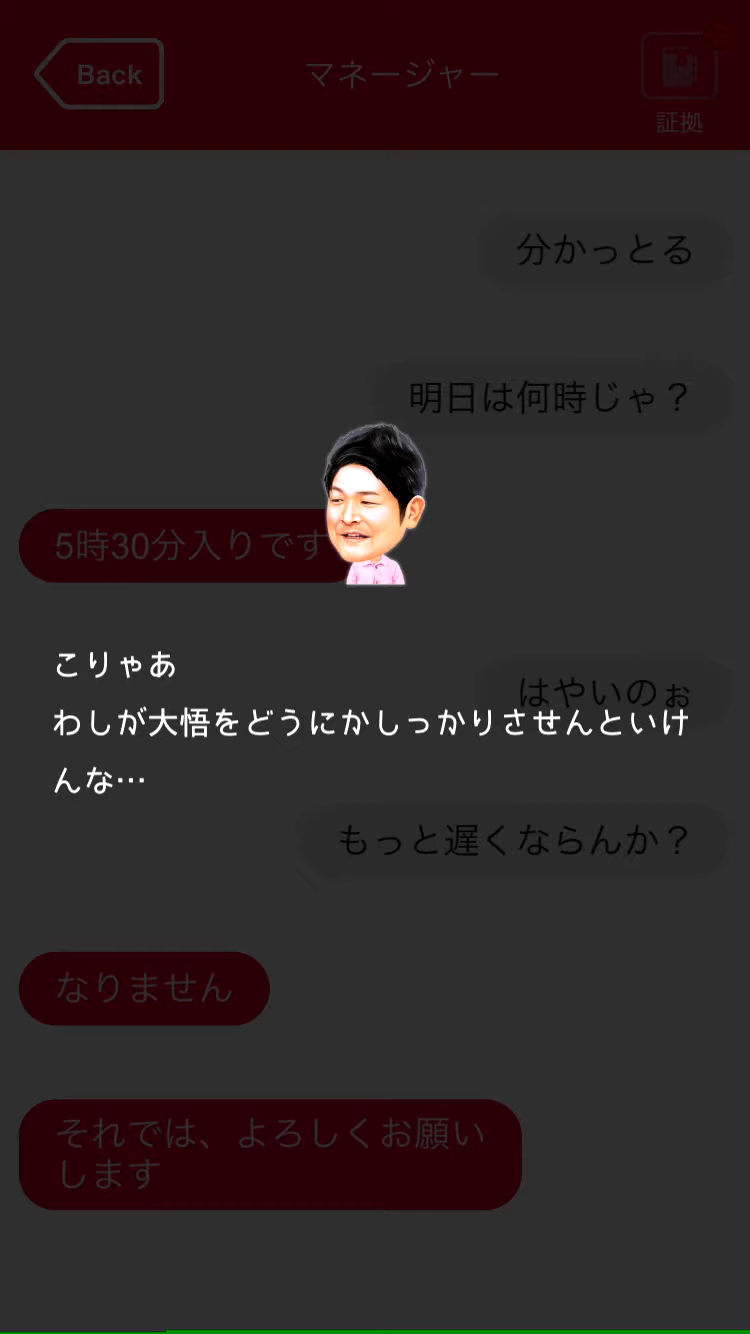 Back
マネージャー
証拠
分かっとる
明日は何時じゃ？
5時30分入りです
こりゃあ
はやいのぉ
わしが大悟をどうにかしっかりさせんといけ
んな…
もっと遅くならんか？
なりません
それでは、よろしくお願い
します